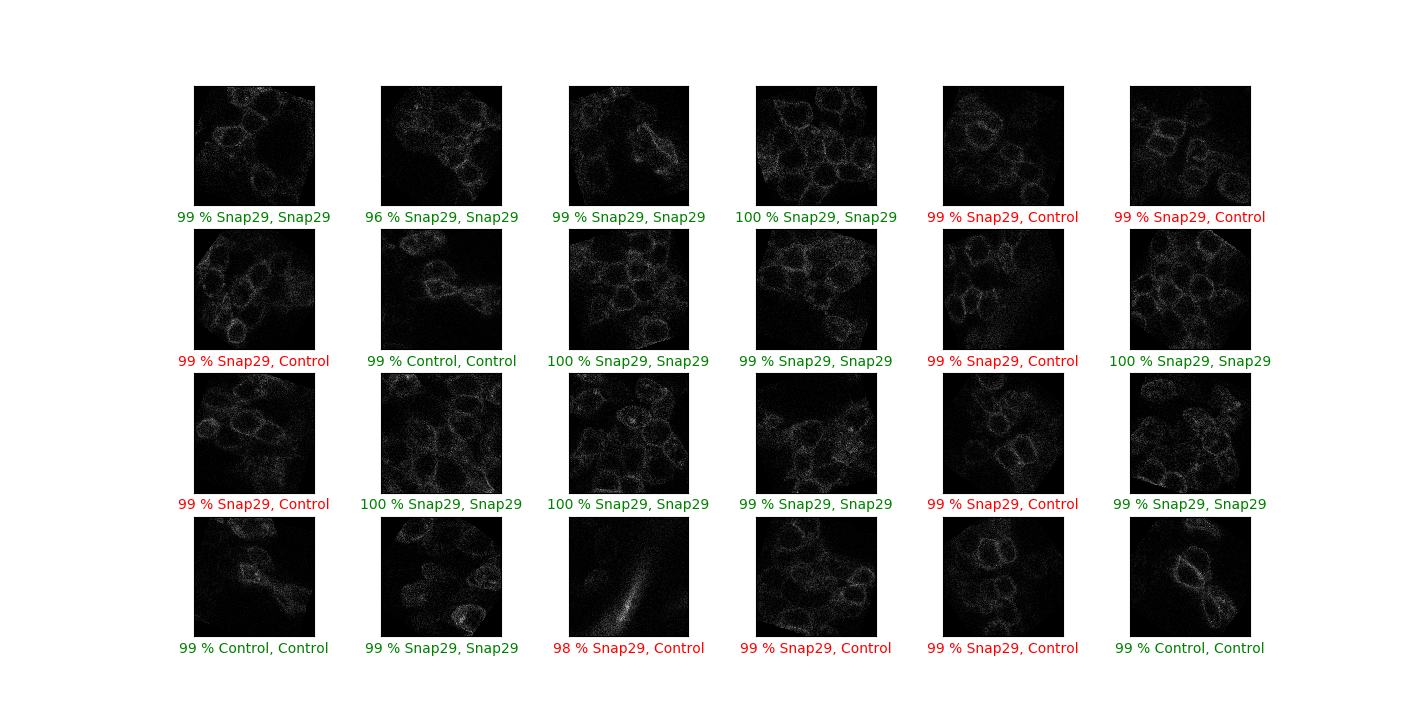 99 % Snap29, Snap29
96 % Snap29, Snap29
99 % Snap29, Snap29
100 % Snap29, Snap29
99 % Snap29, Control
99 % Snap29, Control
99 % Snap29, Control
99 % Control, Control
100 % Snap29, Snap29
99 % Snap29, Snap29
99 % Snap29, Control
100 % Snap29, Snap29
99 % Snap29, Control
100 % Snap29, Snap29
100 % Snap29, Snap29
99 % Snap29, Snap29
99 % Snap29, Control
99 % Snap29, Snap29
99 % Control, Control
99 % Snap29, Snap29
98 % Snap29, Control
99 % Snap29, Control
99 % Snap29, Control
99 % Control, Control